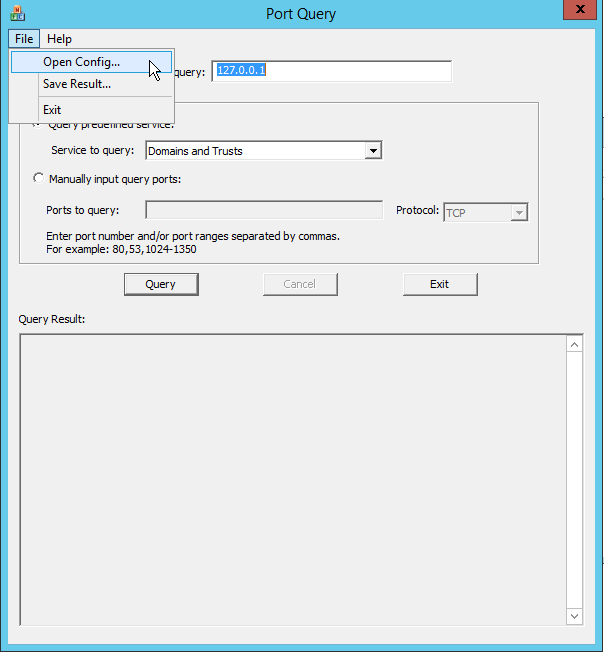 Port Query
File Help
Open Config...
query: 127.0.0.1
Save Result...
Exit
Query predefined service:
Service to query: Domains and Trusts
Manually input query ports:
Ports to query: Protocol: TCP
Enter port number and/or port ranges separated by commas.
For example: 80,53,1024-1350
Query Cancel Exit
Query Result: